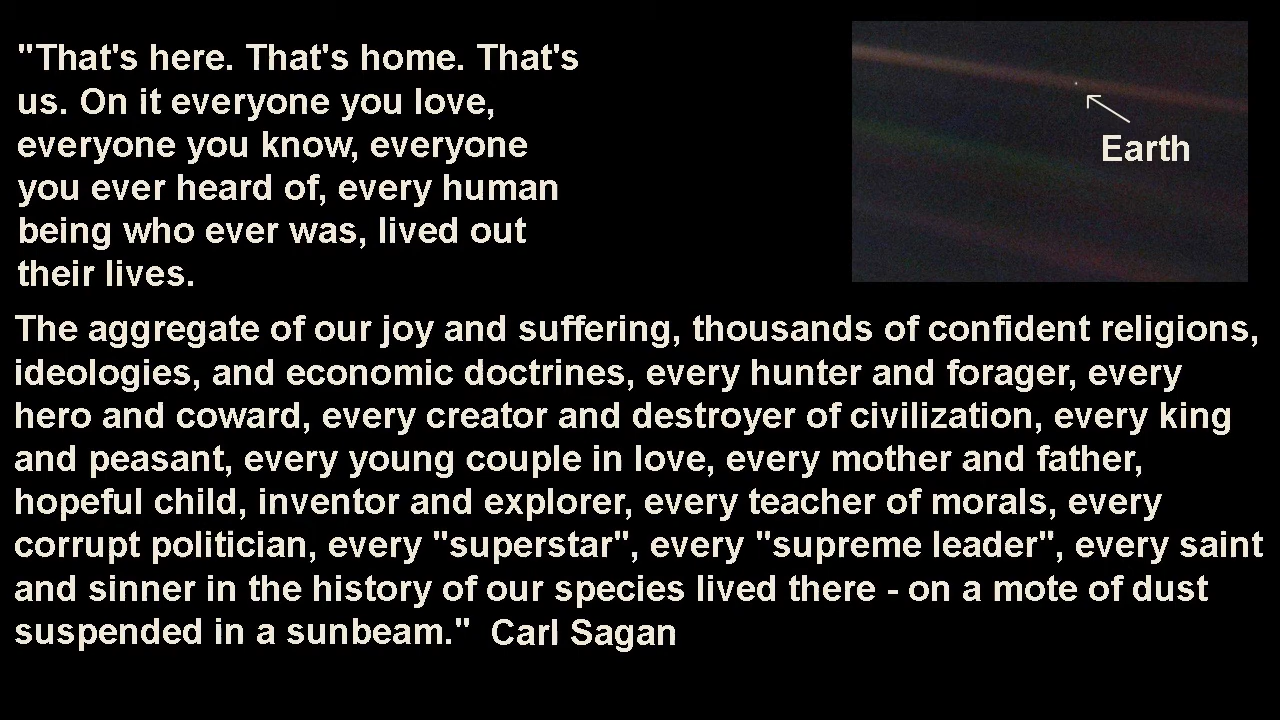 "That's here. That's home. That's
us. On it everyone you love,
everyone you know, everyone
you ever heard of, every human
being who ever was, lived out
their lives.
Earth
The aggregate of our joy and suffering, thousands of confident religions,
ideologies, and economic doctrines, every hunter and forager, every
hero and coward, every creator and destroyer of civilization, every king
and peasant, every young couple in love, every mother and father,
hopeful child, inventor and explorer, every teacher of morals, every
corrupt politician, every "superstar", every "supreme leader", every saint
and sinner in the history of our species lived there - on a mote of dust
suspended in a sunbeam." Carl Sagan